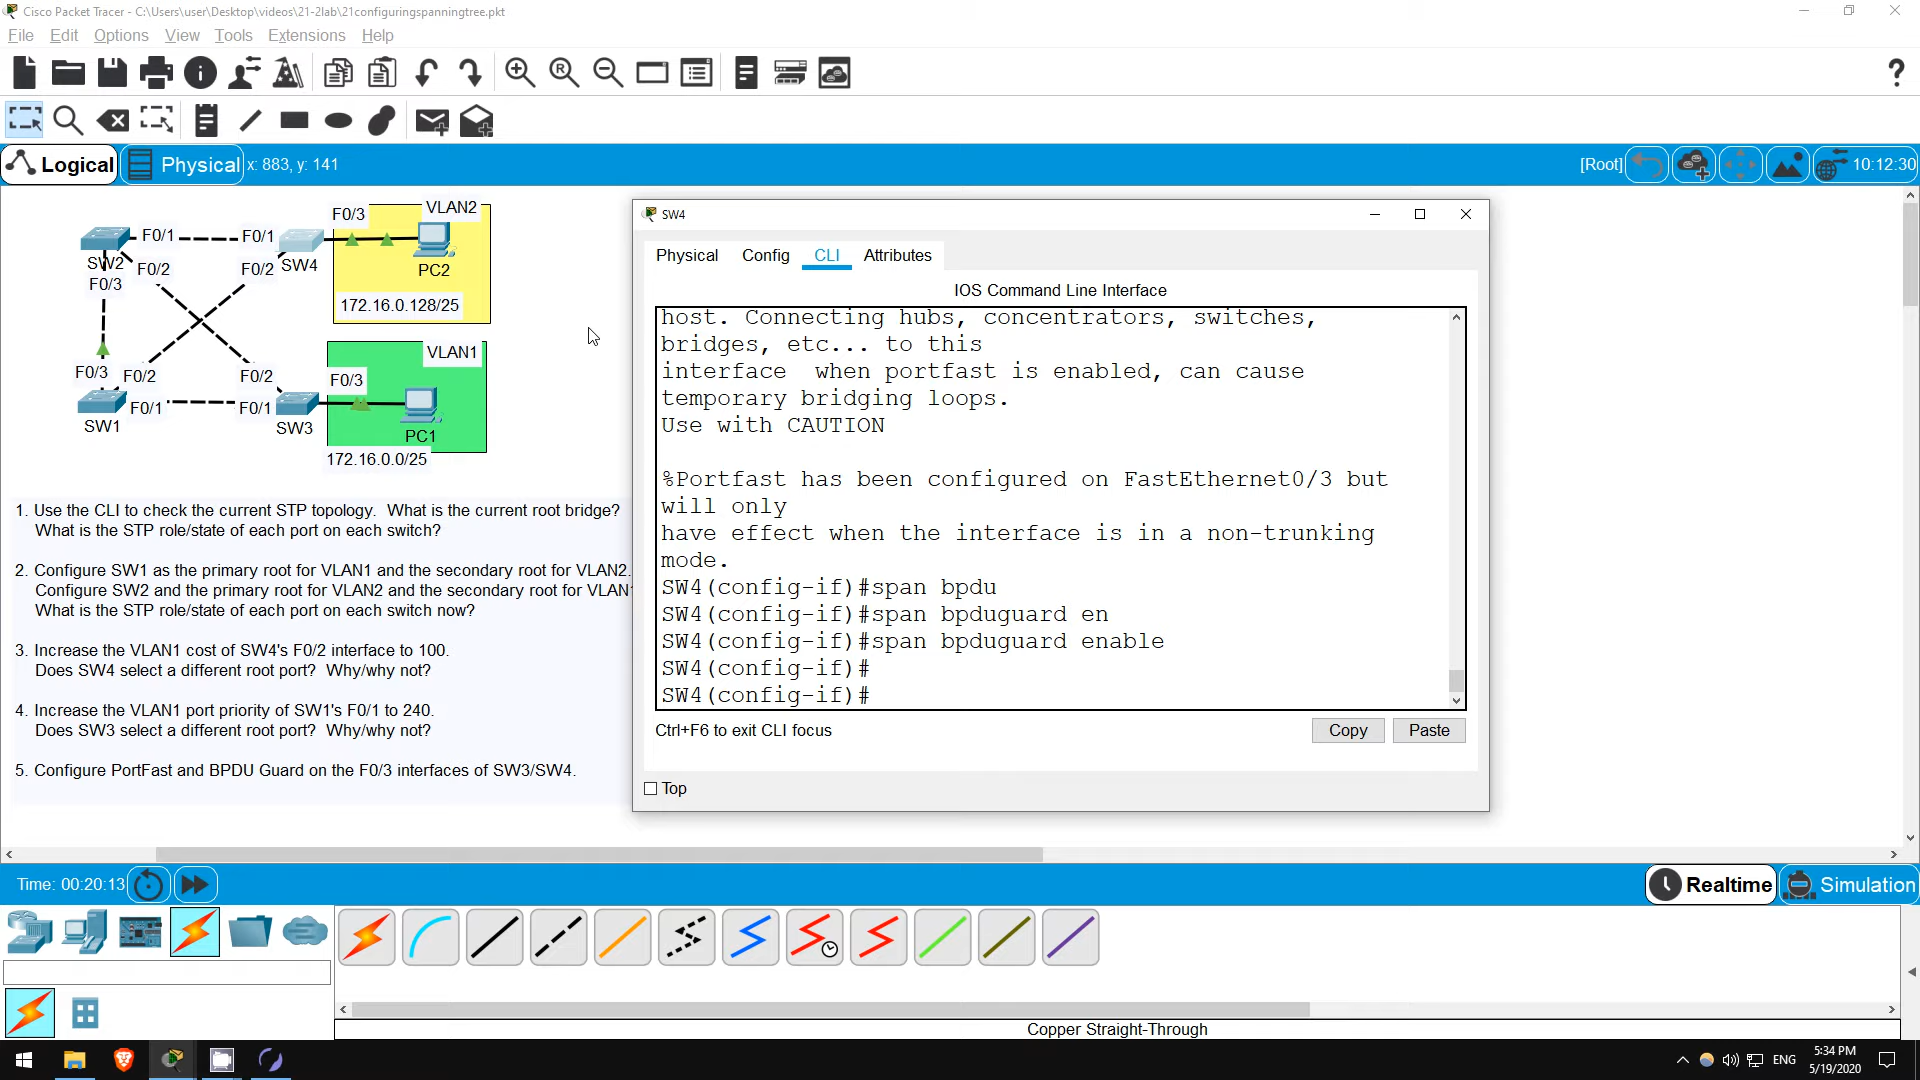 Cisco Packet Tracer - C:\Users\user\Desktop\videos\21-2lab\21configuringspanningtree.pkt
File Edit Options View Tools Extensions Help
Logical Physical x: 883, y: 141 [Root] 10:12:30
F0/3 VLAN2
F0/1 F0/1
SW2 F0/2 F0/2 SW4 PC2
F0/3
172.16.0.128/25
VLAN1
F0/3 F0/2 F0/2 F0/3
F0/1 F0/1
SW1 SW3 PC1
172.16.0.0/25
1. Use the CLI to check the current STP topology. What is the current root bridge?
What is the STP role/state of each port on each switch?
2. Configure SW1 as the primary root for VLAN1 and the secondary root for VLAN2.
Configure SW2 and the primary root for VLAN2 and the secondary root for VLAN
What is the STP role/state of each port on each switch now?
3. Increase the VLAN1 cost of SW4's F0/2 interface to 100.
Does SW4 select a different root port? Why/why not?
4. Increase the VLAN1 port priority of SW1's F0/1 to 240.
Does SW3 select a different root port? Why/why not?
5. Configure PortFast and BPDU Guard on the F0/3 interfaces of SW3/SW4.
SW4
Physical Config CLI Attributes
IOS Command Line Interface
host. Connecting hubs, concentrators, switches,
bridges, etc... to this
interface  when portfast is enabled, can cause
temporary bridging loops.
Use with CAUTION
%Portfast has been configured on FastEthernet0/3 but
will only
have effect when the interface is in a non-trunking
mode.
SW4(config-if)#span bpdu
SW4(config-if)#span bpduguard en
SW4(config-if)#span bpduguard enable
SW4(config-if)#
SW4(config-if)#
Ctrl+F6 to exit CLI focus
Copy Paste
Top
Time: 00:20:13 Realtime Simulation
Copper Straight-Through
ENG
5:34 PM
5/19/2020